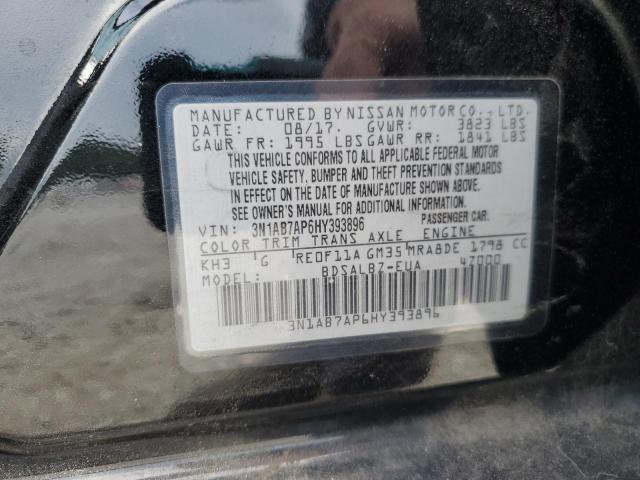 MANUFACTURED BY NISSAN MOTOR CO., LTD.
DATE: 08/17. GVWR: 3823 LBS
GAWR FR: 1995 LBS GAWR RR: 1841 LBS
THIS VEHICLE CONFORMS TO ALL APPLICABLE FEDERAL MOTOR
VEHICLE SAFETY. BUMPER AND THEFT PREVENTION STANDARDS
IN EFFECT ON THE DATE OF MANUFACTURE SHOWN ABOVE.
SEE OWNER'S MANUAL FOR ADDITIONAL INFORMATION.
VIN: 3N1AB7AP6HY393896 PASSENGER CAR
COLOR TRIM TRANS AXLE ENGINE
KH3 G RE0F11A GM35 MRA8DE 1798 CC
MODEL: BDSALBZ-EUA 47000
3N1AB7AP6HY393896